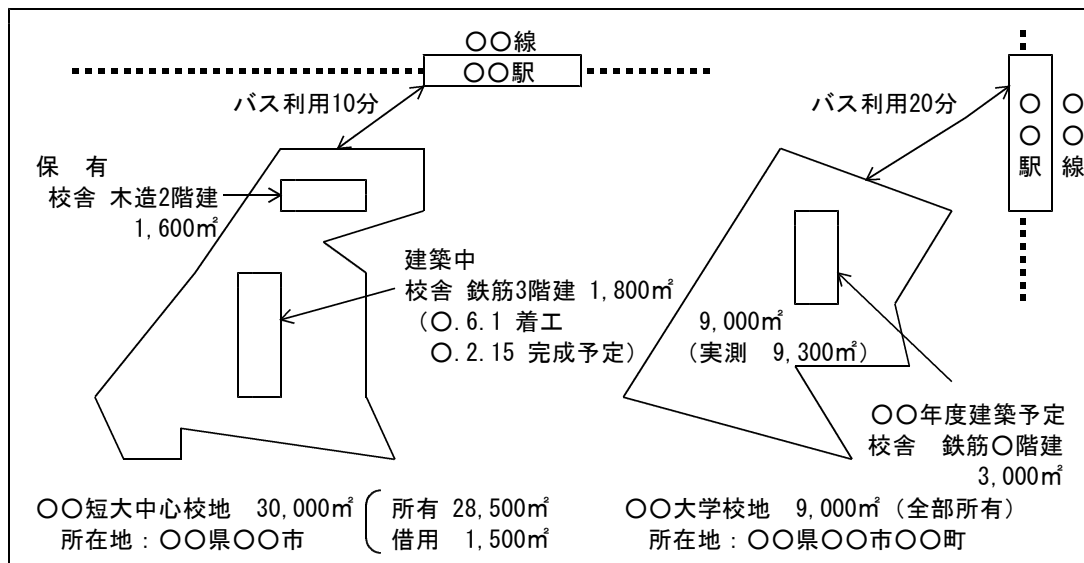 〇〇線
〇〇駅
バス利用10分
保　有
校舎 木造2階建
1,600㎡
建築中
校舎 鉄筋3階建 1,800㎡
（〇.6.1 着工
〇.2.15 完成予定）
〇〇短大中心校地　30,000㎡
所有 28,500㎡
借用　1,500㎡
所在地：〇〇県〇〇市
バス利用20分
〇〇駅
〇〇線
9,000㎡
（実測　9,300㎡）
〇〇年度建築予定
校舎　鉄筋〇階建
3,000㎡
〇〇大学校地　9,000㎡（全部所有）
所在地：〇〇県〇〇市〇〇町